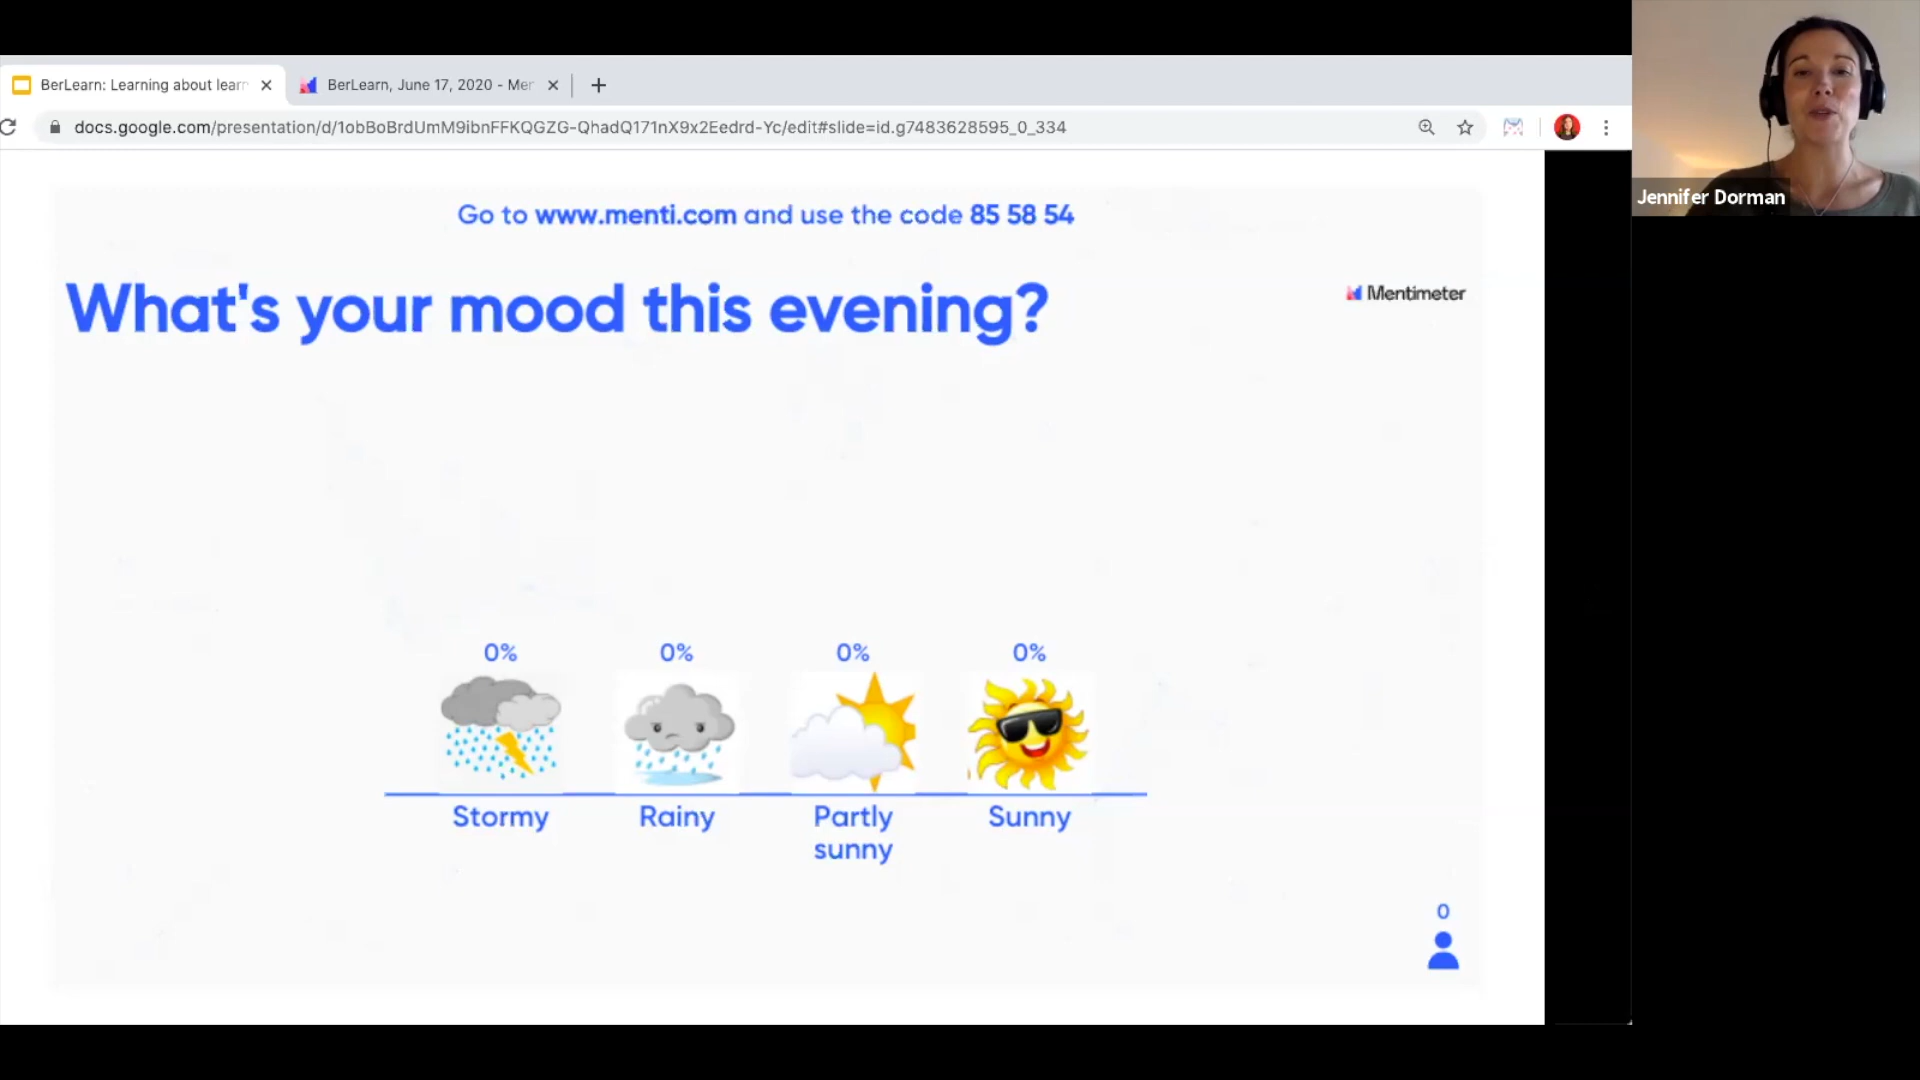 BerLearn: Learning about learn
BerLearn, June 17, 2020 - Men
docs.google.com/presentation/d/1obBoBrdUmM9ibnFFKQGZG-QhadQ171nX9x2Eedrd-Yc/edit#slide=id.g7483628595_0_334
Jennifer Dorman
Go to www.menti.com and use the code 85 58 54
What's your mood this evening?
Mentimeter
0% 0% 0% 0%
Stormy Rainy Partly sunny Sunny
0